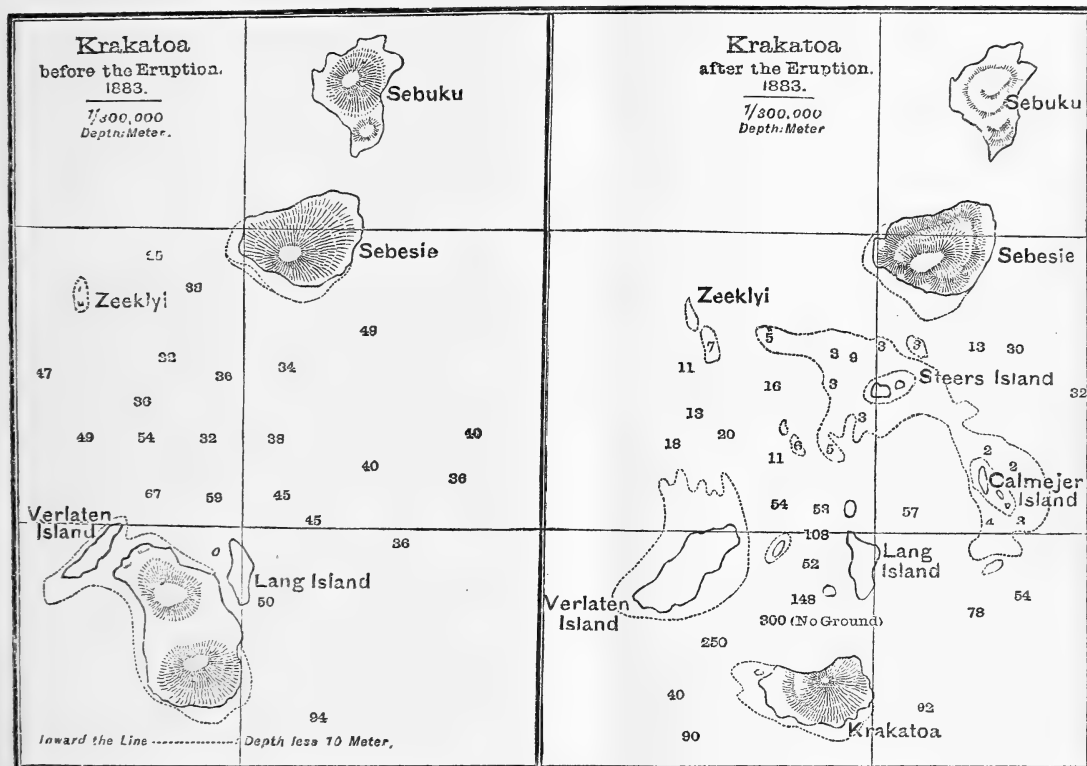 Krakatoa
before the Eruption.
1883.
1/300,000
Depth: Meter.
Sebuku
Sebesie
Zeeklyi
49
32
36
34
47
36
49
54
32
38
40
40
36
67
59
45
45
36
Verlaten
Island
Lang Island
50
94
Inward the Line ----------: Depth less 10 Meter,
Krakatoa
after the Eruption.
1883.
1/300,000
Depth: Meter
Sebuku
Sebesie
Zeeklyi
7
11
5
3
9
3
3
13
30
16
3
Steers Island
32
13
18
20
3
6
11
5
2
2
Calmejer
Island
54
53
57
4
3
108
52
Lang
Island
148
300 (No Ground)
Verlaten
Island
78
54
250
40
92
90
Krakatoa